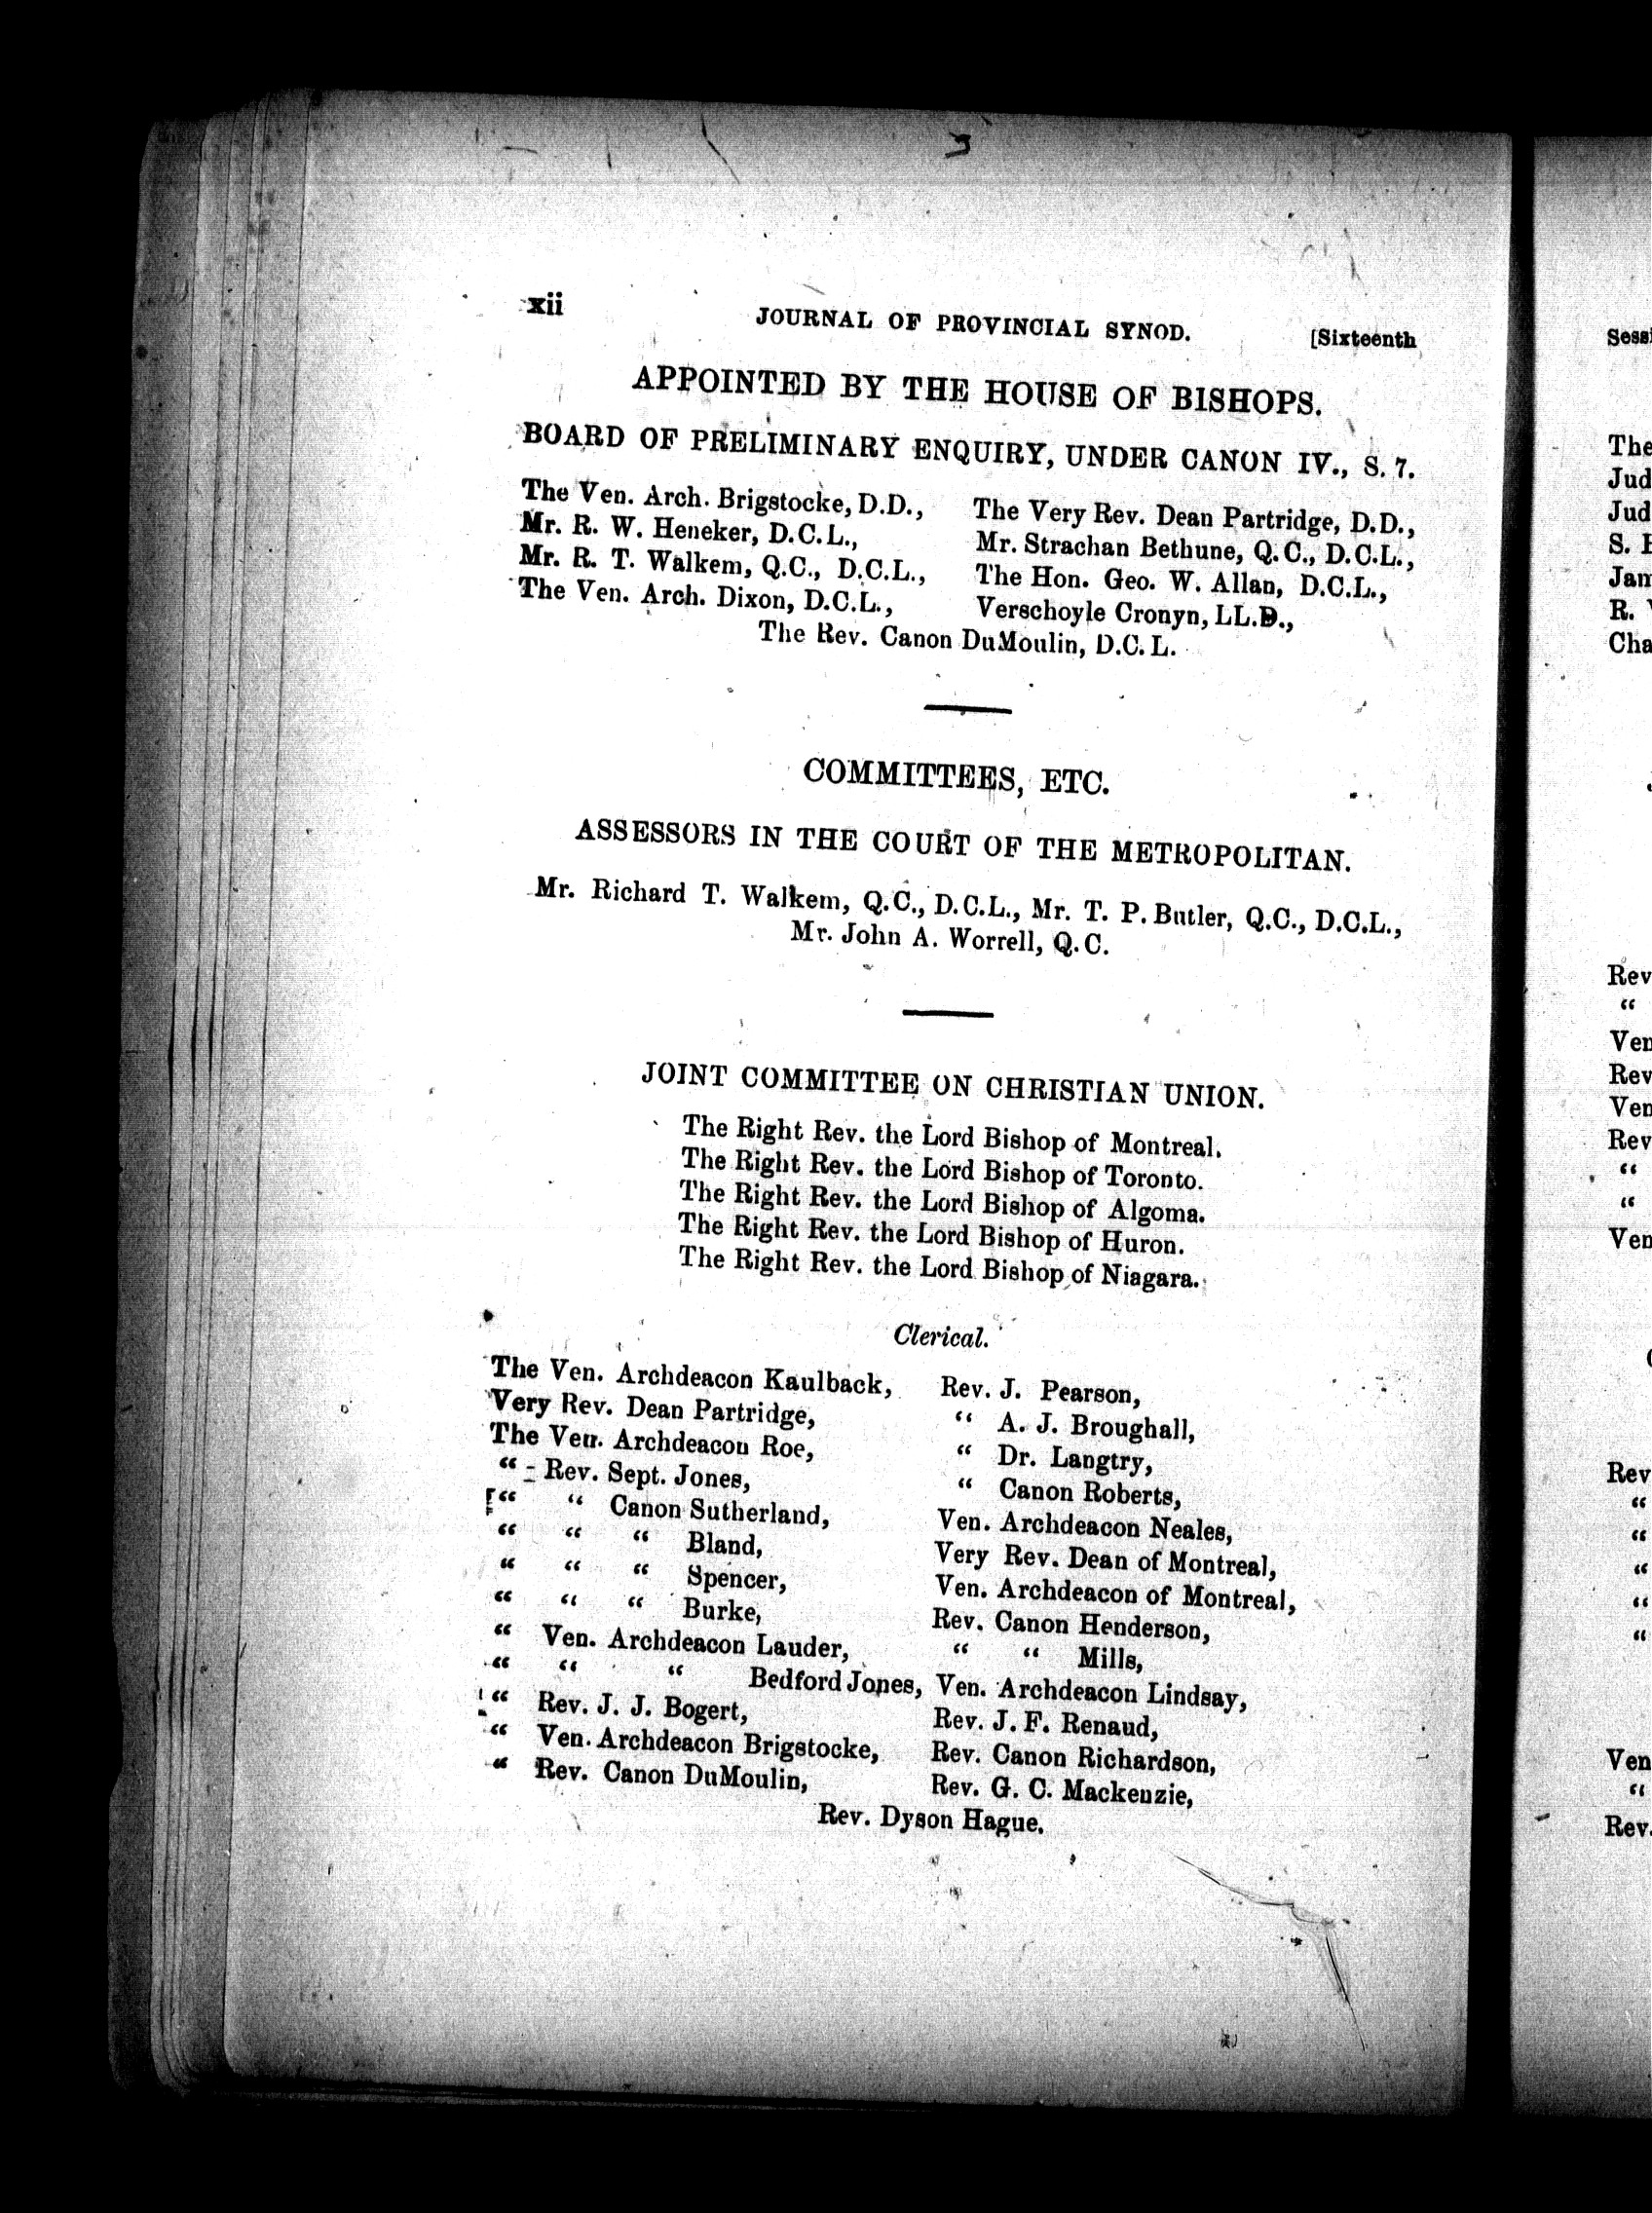 xii JOURNAL OF PROVINCIAL SYNOD. [Sixteenth
APPOINTED BY THE HOUSE OF BISHOPS.
BOARD OF PRELIMINARY ENQUIRY, UNDER CANON IV., S. 7.
The Ven. Arch. Brigstocke, D.D., The Very Rev. Dean Partridge, D.D.,
Mr. R. W. Heneker, D.C.L., Mr. Strachan Bethune, Q.C., D.C.L.,
Mr. R. T. Walkem, Q.C., D.C.L., The Hon. Geo. W. Allan, D.C.L.,
The Ven. Arch. Dixon, D.C.L., Verschoyle Cronyn, LL.D.,
The Rev. Canon DuMoulin, D.C.L.
COMMITTEES, ETC.
ASSESSORS IN THE COURT OF THE METROPOLITAN.
Mr. Richard T. Walkem, Q.C., D.C.L., Mr. T. P. Butler, Q.C., D.C.L.,
Mr. John A. Worrell, Q.C.
JOINT COMMITTEE ON CHRISTIAN UNION.
The Right Rev. the Lord Bishop of Montreal.
The Right Rev. the Lord Bishop of Toronto.
The Right Rev. the Lord Bishop of Algoma.
The Right Rev. the Lord Bishop of Huron.
The Right Rev. the Lord Bishop of Niagara.
Clerical.
The Ven. Archdeacon Kaulback, Rev. J. Pearson,
Very Rev. Dean Partridge, " A. J. Broughall,
The Ven. Archdeacon Roe, " Dr. Langtry,
" Rev. Sept. Jones, " Canon Roberts,
" " Canon Sutherland, Ven. Archdeacon Neales,
" " " Bland, Very Rev. Dean of Montreal,
" " " Spencer, Ven. Archdeacon of Montreal,
" " " Burke, Rev. Canon Henderson,
" Ven. Archdeacon Lauder, " " Mills,
" " " Bedford Jones, Ven. Archdeacon Lindsay,
" Rev. J. J. Bogert, Rev. J. F. Renaud,
" Ven. Archdeacon Brigstocke, Rev. Canon Richardson,
" Rev. Canon DuMoulin, Rev. G. C. Mackenzie,
Rev. Dyson Hague.
The
S.
R.
Rev
"
Rev
Rev
"
"
Rev
"
"
"
"
"
Ven
"
Rev.